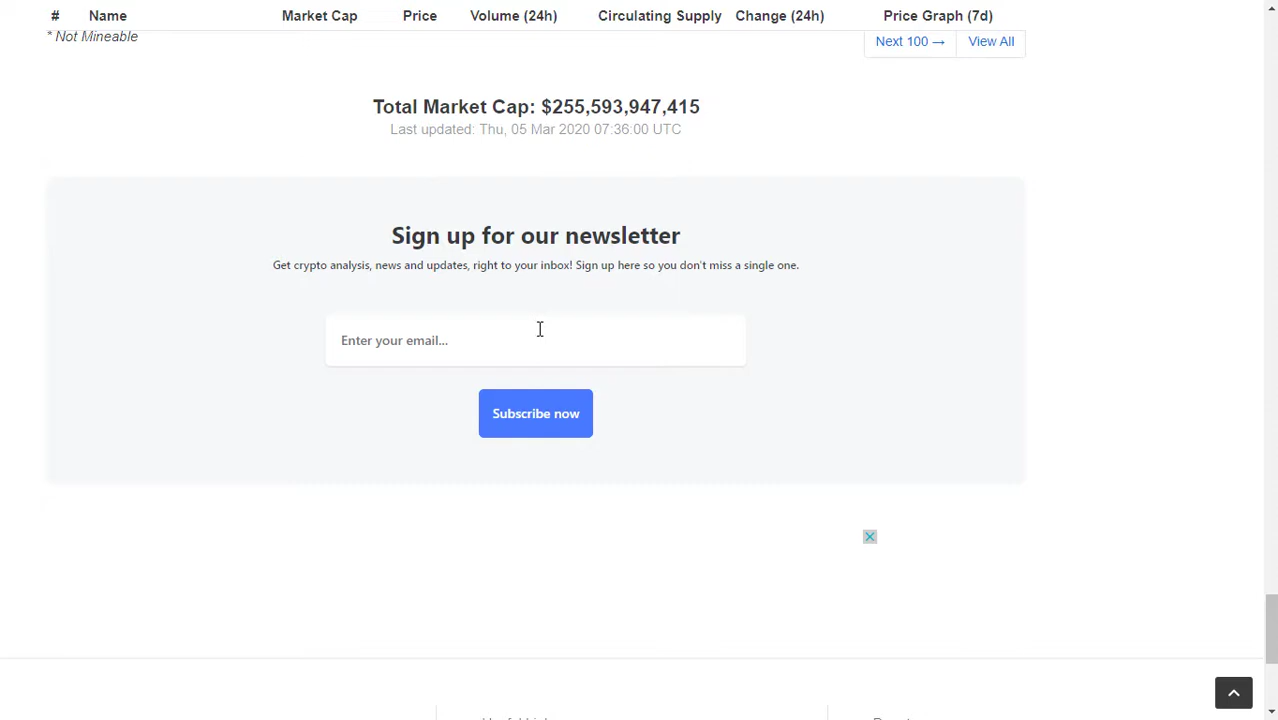 # Name Market Cap Price Volume (24h) Circulating Supply Change (24h) Price Graph (7d)
* Not Mineable
Next 100 → View All
Total Market Cap: $255,593,947,415
Last updated: Thu, 05 Mar 2020 07:36:00 UTC
Sign up for our newsletter
Get crypto analysis, news and updates, right to your inbox! Sign up here so you don't miss a single one.
Enter your email...
Subscribe now